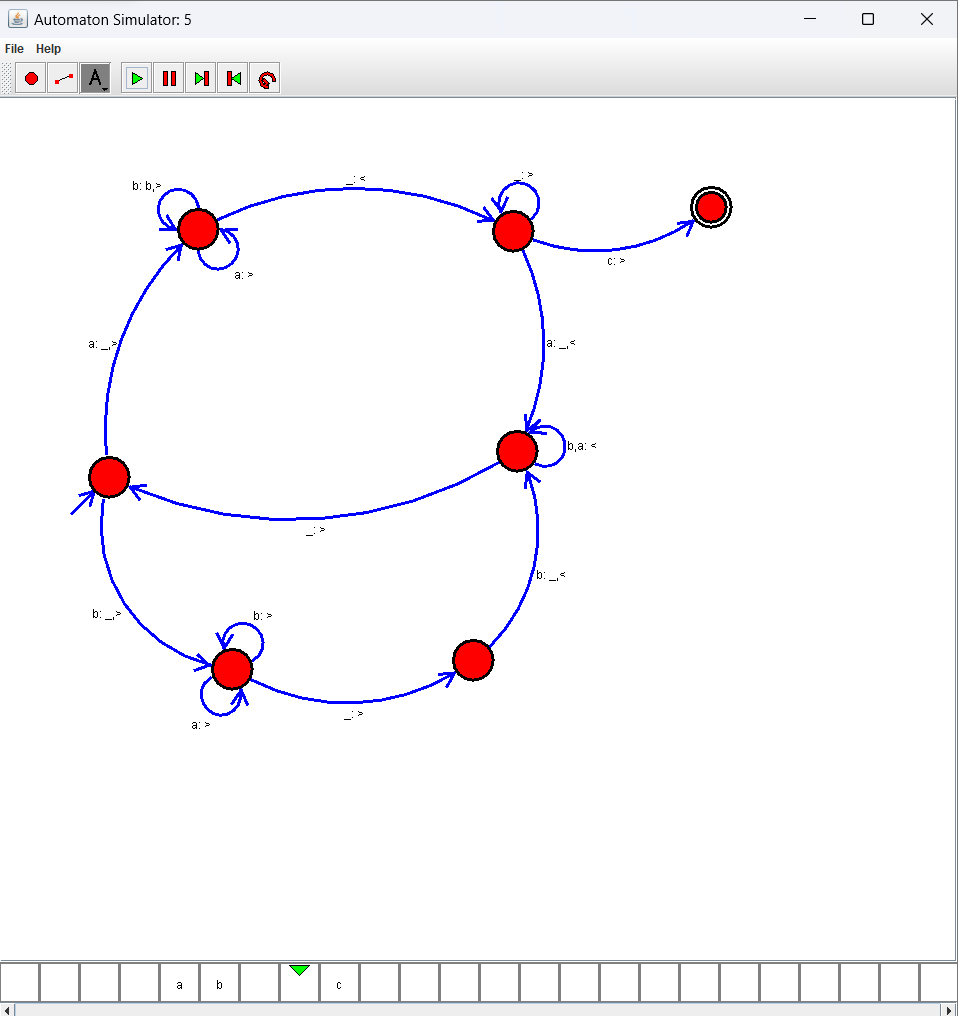 Automaton Simulator: 5
File Help
A
_: >
b: b,>
_: <
c: >
a: >
a: _,>
a: _,<
b,a: <
_: >
b: _,<
b: _,>
b: >
_: >
a: >
a b c